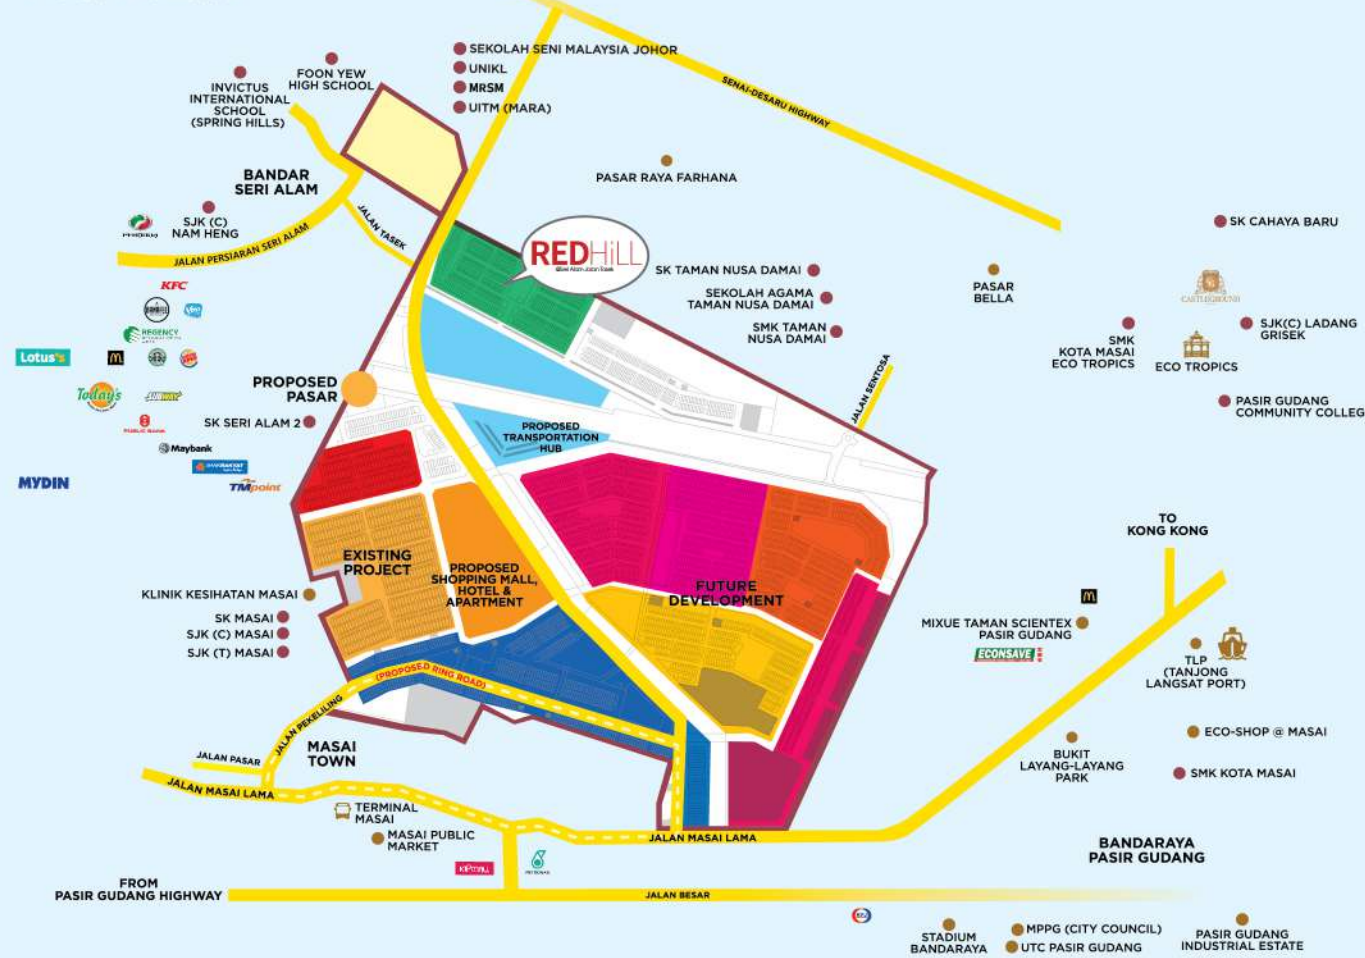 SEKOLAH SENI MALAYSIA JOHOR
UNIKL
MRSM
UITM (MARA)
FOON YEW
HIGH SCHOOL
INVICTUS
INTERNATIONAL
SCHOOL
(SPRING HILLS)
SENAI-DESARU HIGHWAY
BANDAR
SERI ALAM
PASAR RAYA FARHANA
JALAN TASEK
SJK (C)
NAM HENG
JALAN PERSIARAN SERI ALAM
REDHiLL
SK TAMAN NUSA DAMAI
SEKOLAH AGAMA
TAMAN NUSA DAMAI
SMK TAMAN
NUSA DAMAI
PASAR
BELLA
SK CAHAYA BARU
CASTLEGROUND
SMK
KOTA MASAI
ECO TROPICS
ECO TROPICS
SJK(C) LADANG
GRISEK
PASIR GUDANG
COMMUNITY COLLEG
KFC
REGENCY
Lotus's
Today's
SUBWAY
PUBLIC BANK
Maybank
TMpoint
MYDIN
PROPOSED
PASAR
SK SERI ALAM 2
JALAN SENTOSA
PROPOSED
TRANSPORTATION
HUB
TO
KONG KONG
EXISTING
PROJECT
PROPOSED
SHOPPING MALL,
HOTEL &
APARTMENT
FUTURE
DEVELOPMENT
KLINIK KESIHATAN MASAI
SK MASAI
SJK (C) MASAI
SJK (T) MASAI
MIXUE TAMAN SCIENTEX
PASIR GUDANG
ECONSAVE
TLP
(TANJONG
LANGSAT PORT)
(PROPOSED RING ROAD)
JALAN PEKELILING
MASAI
TOWN
JALAN PASAR
JALAN MASAI LAMA
ECO-SHOP @ MASAI
BUKIT
LAYANG-LAYANG
PARK
SMK KOTA MASAI
TERMINAL
MASAI
MASAI PUBLIC
MARKET
JALAN MASAI LAMA
BANDARAYA
PASIR GUDANG
KiPMALL
PETRONAS
FROM
PASIR GUDANG HIGHWAY
JALAN BESAR
STADIUM
BANDARAYA
MPPG (CITY COUNCIL)
UTC PASIR GUDANG
PASIR GUDANG
INDUSTRIAL ESTATE